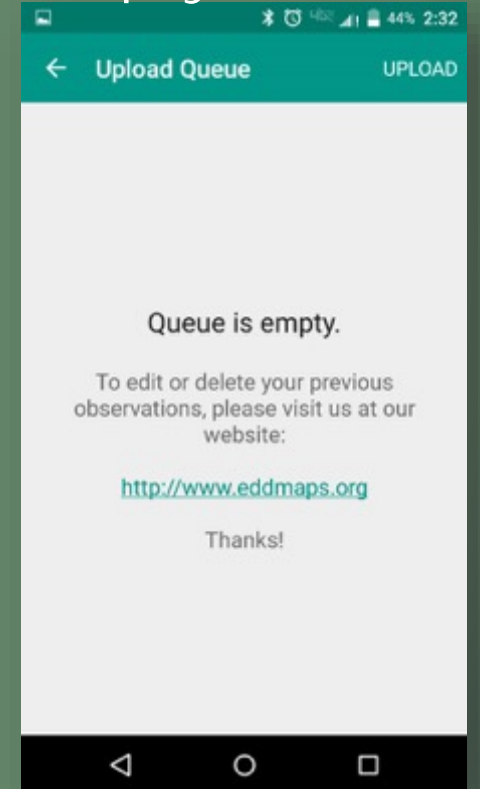 44% 2:32
Upload Queue UPLOAD
Queue is empty.
To edit or delete your previous
observations, please visit us at our
website:
http://www.eddmaps.org
Thanks!